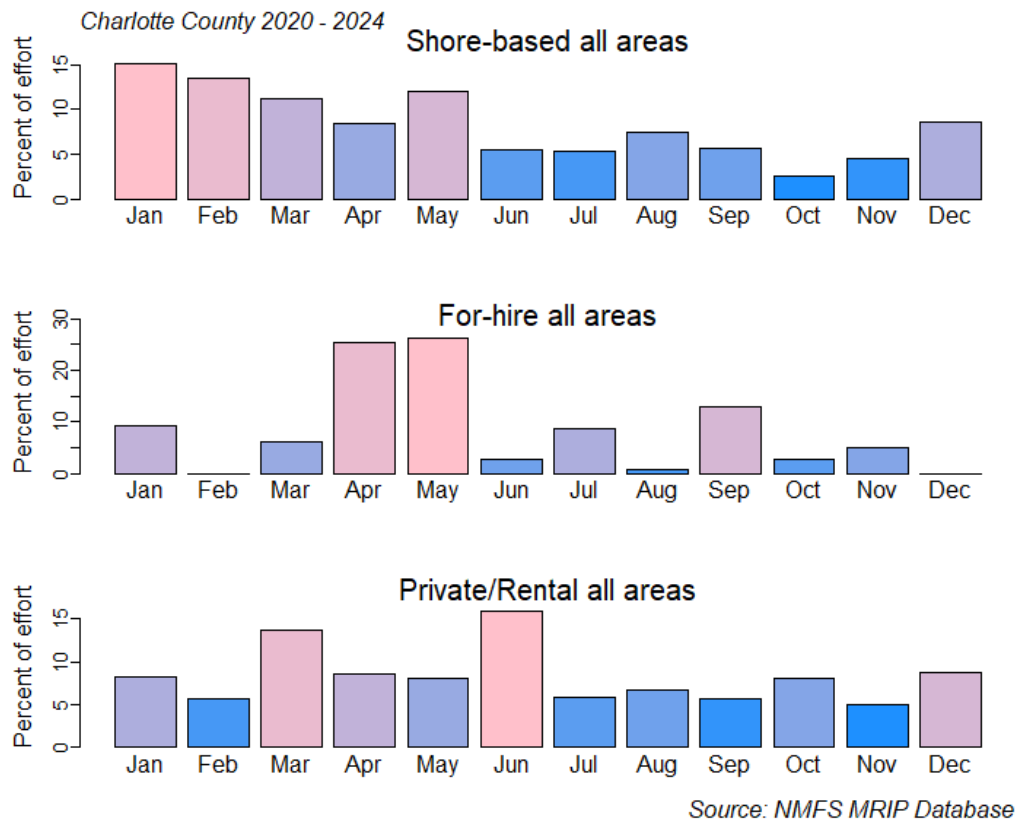 Charlotte County 2020 - 2024
Shore-based all areas
Percent of effort
15
10
5
0
Jan Feb Mar Apr May Jun Jul Aug Sep Oct Nov Dec
For-hire all areas
Percent of effort
30
20
10
0
Jan Feb Mar Apr May Jun Jul Aug Sep Oct Nov Dec
Private/Rental all areas
Percent of effort
15
10
5
0
Jan Feb Mar Apr May Jun Jul Aug Sep Oct Nov Dec
Source: NMFS MRIP Database